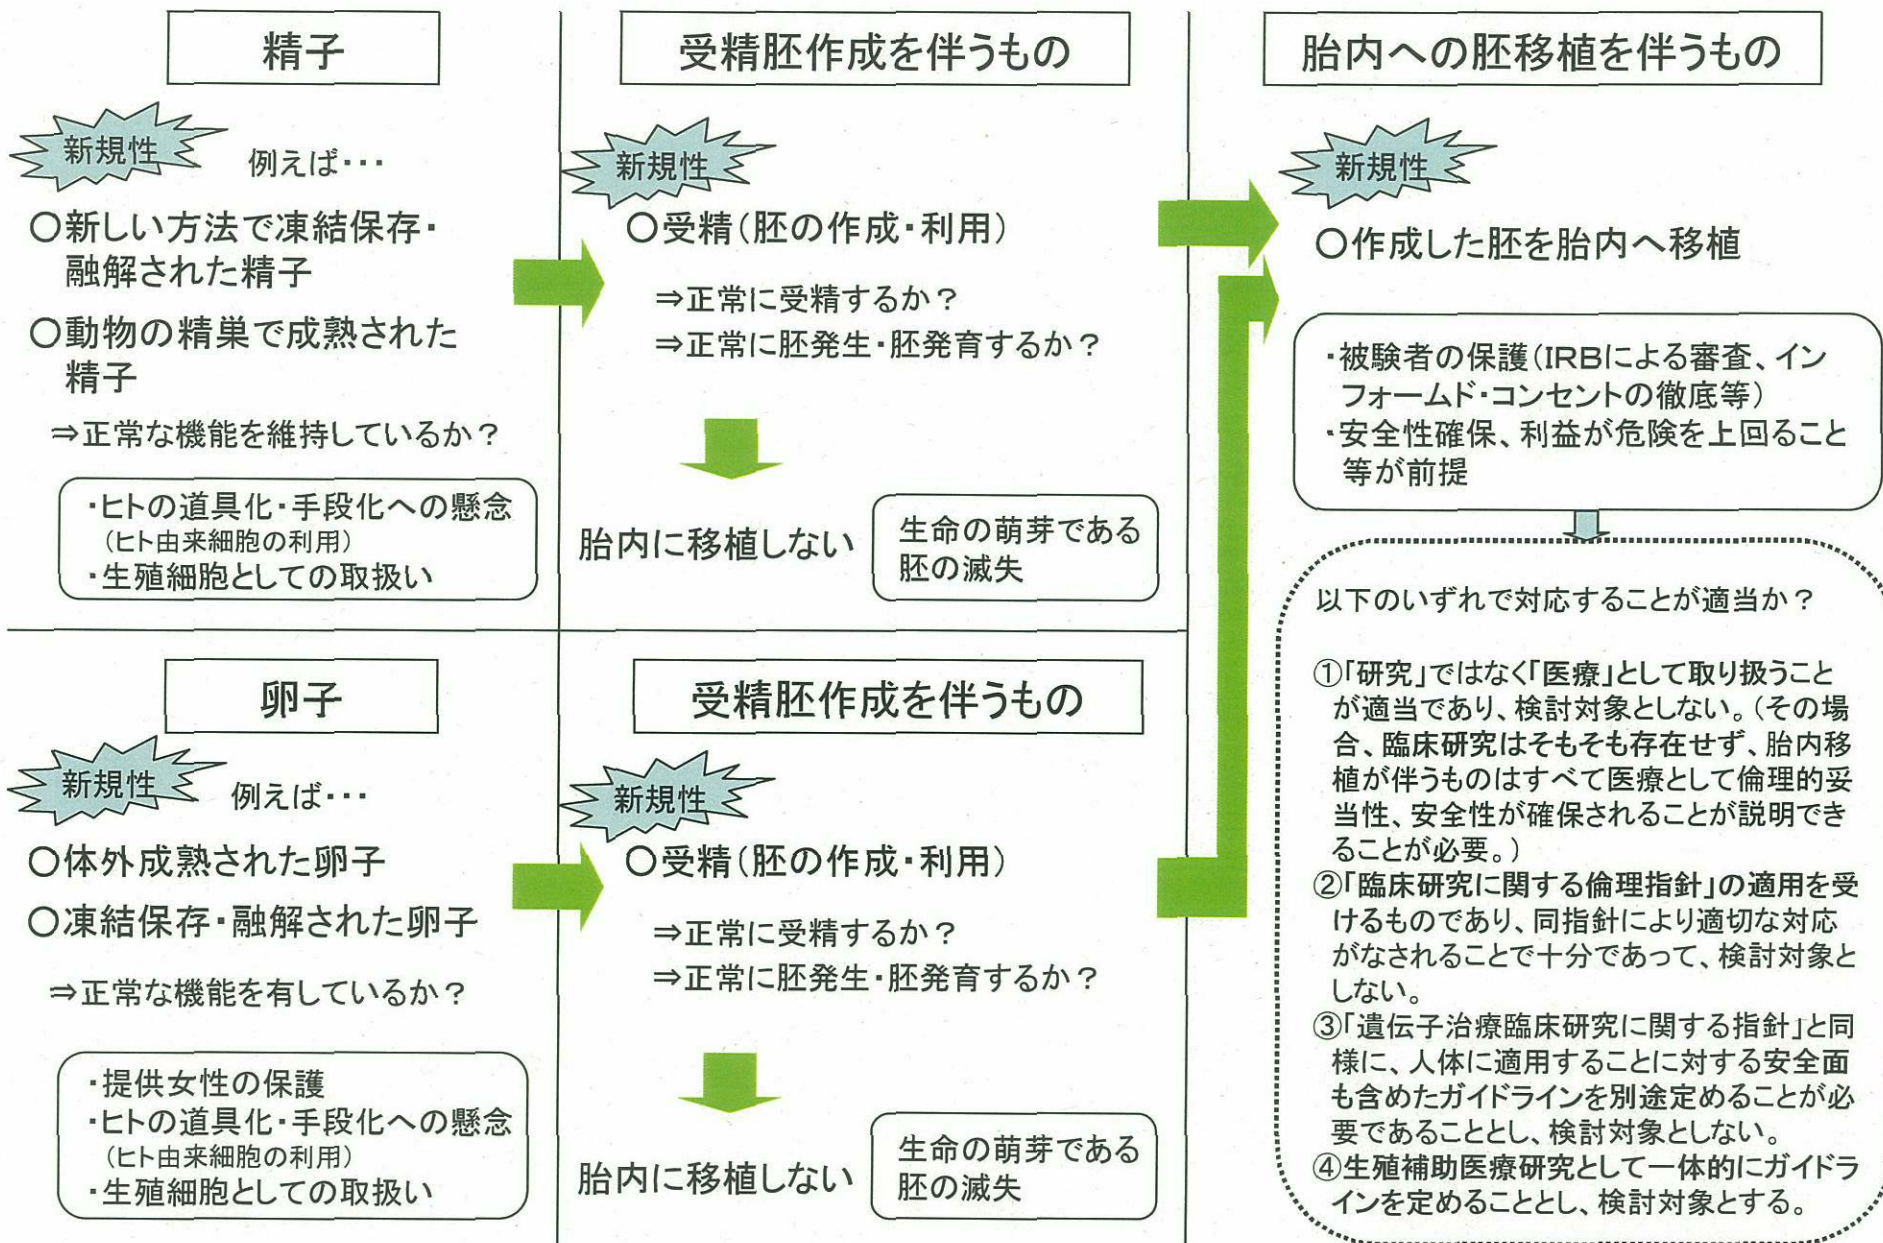 精子
新規性
例えば・・・
○新しい方法で凍結保存・
融解された精子
○動物の精巣で成熟された
精子
⇒正常な機能を維持しているか？
・ヒトの道具化・手段化への懸念
（ヒト由来細胞の利用）
・生殖細胞としての取扱い
受精胚作成を伴うもの
新規性
○受精（胚の作成・利用）
⇒正常に受精するか？
⇒正常に胚発生・胚発育するか？
胎内に移植しない
生命の萌芽である
胚の滅失
卵子
新規性
例えば・・・
○体外成熟された卵子
○凍結保存・融解された卵子
⇒正常な機能を有しているか？
・提供女性の保護
・ヒトの道具化・手段化への懸念
（ヒト由来細胞の利用）
・生殖細胞としての取扱い
受精胚作成を伴うもの
新規性
○受精（胚の作成・利用）
⇒正常に受精するか？
⇒正常に胚発生・胚発育するか？
胎内に移植しない
生命の萌芽である
胚の滅失
胎内への胚移植を伴うもの
新規性
○作成した胚を胎内へ移植
・被験者の保護（IRBによる審査、イン
フォームド・コンセントの徹底等）
・安全性確保、利益が危険を上回ること
等が前提
以下のいずれで対応することが適当か？
①「研究」ではなく「医療」として取り扱うこと
が適当であり、検討対象としない。（その場
合、臨床研究はそもそも存在せず、胎内移
植が伴うものはすべて医療として倫理的妥
当性、安全性が確保されることが説明でき
ることが必要。）
②「臨床研究に関する倫理指針」の適用を受
けるものであり、同指針により適切な対応
がなされることで十分であって、検討対象と
しない。
③「遺伝子治療臨床研究に関する指針」と同
様に、人体に適用することに対する安全面
も含めたガイドラインを別途定めることが必
要であることとし、検討対象としない。
④生殖補助医療研究として一体的にガイドラ
インを定めることとし、検討対象とする。